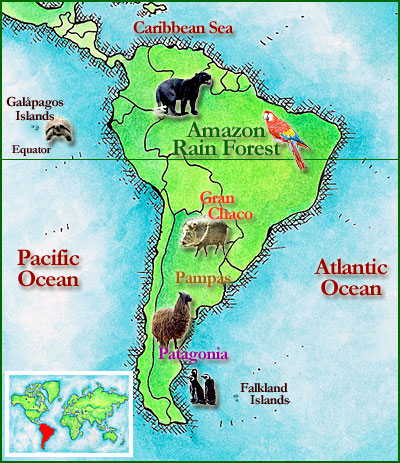 Caribbean Sea
Galápagos
Islands
Equator
Amazon
Rain Forest
Gran
Chaco
Pacific
Ocean
Atlantic
Ocean
Pampas
Patagonia
Falkland
Islands